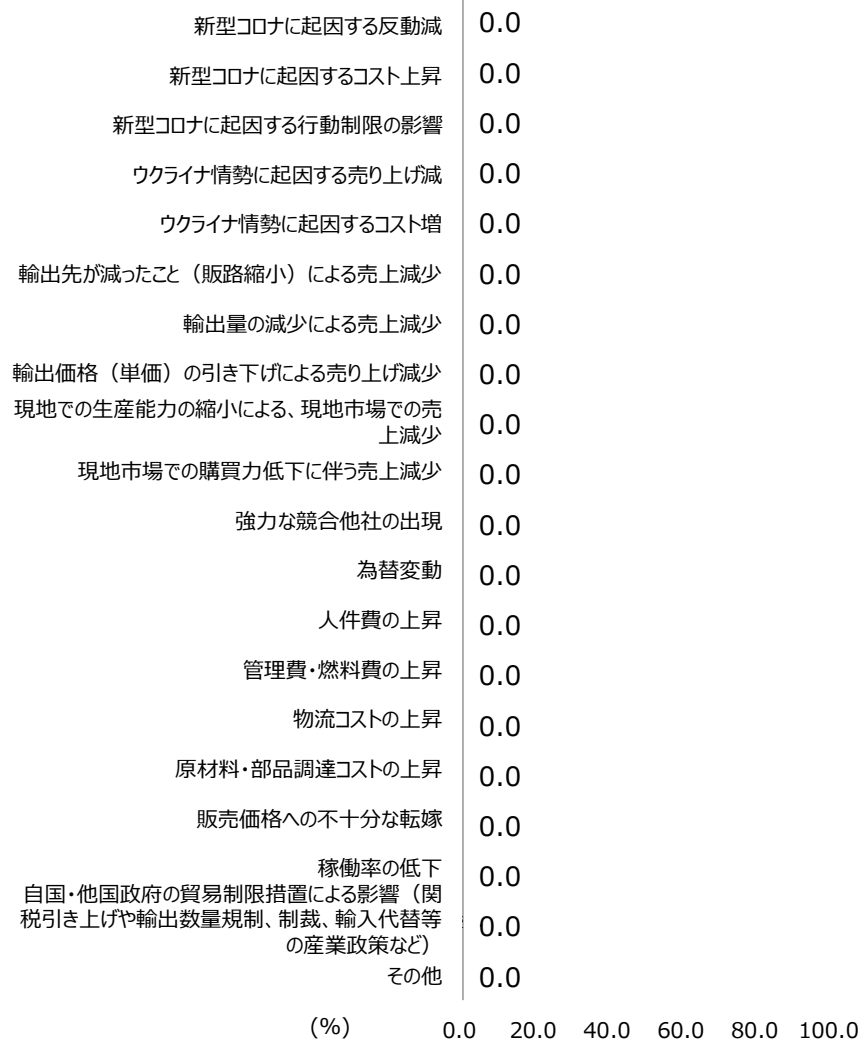 新型コロナに起因する反動減 0.0
新型コロナに起因するコスト上昇 0.0
新型コロナに起因する行動制限の影響 0.0
ウクライナ情勢に起因する売り上げ減 0.0
ウクライナ情勢に起因するコスト増 0.0
輸出先が減ったこと（販路縮小）による売上減少 0.0
輸出量の減少による売上減少 0.0
輸出価格（単価）の引き下げによる売り上げ減少 0.0
現地での生産能力の縮小による、現地市場での売
上減少 0.0
現地市場での購買力低下に伴う売上減少 0.0
強力な競合他社の出現 0.0
為替変動 0.0
人件費の上昇 0.0
管理費・燃料費の上昇 0.0
物流コストの上昇 0.0
原材料・部品調達コストの上昇 0.0
販売価格への不十分な転嫁 0.0
稼働率の低下 0.0
自国・他国政府の貿易制限措置による影響（関
税引き上げや輸出数量規制、制裁、輸入代替等 0.0
の産業政策など）
その他 0.0
(%) 0.0 20.0 40.0 60.0 80.0 100.0